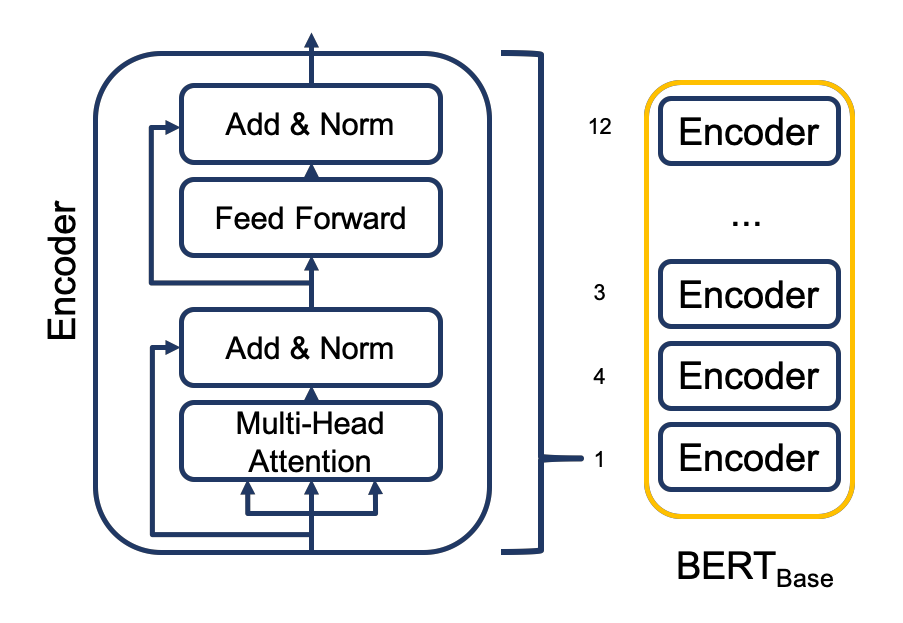 Encoder
Add & Norm
Feed Forward
Add & Norm
Multi-Head
Attention
12
Encoder
...
3
Encoder
4
Encoder
1
Encoder
BERTBase